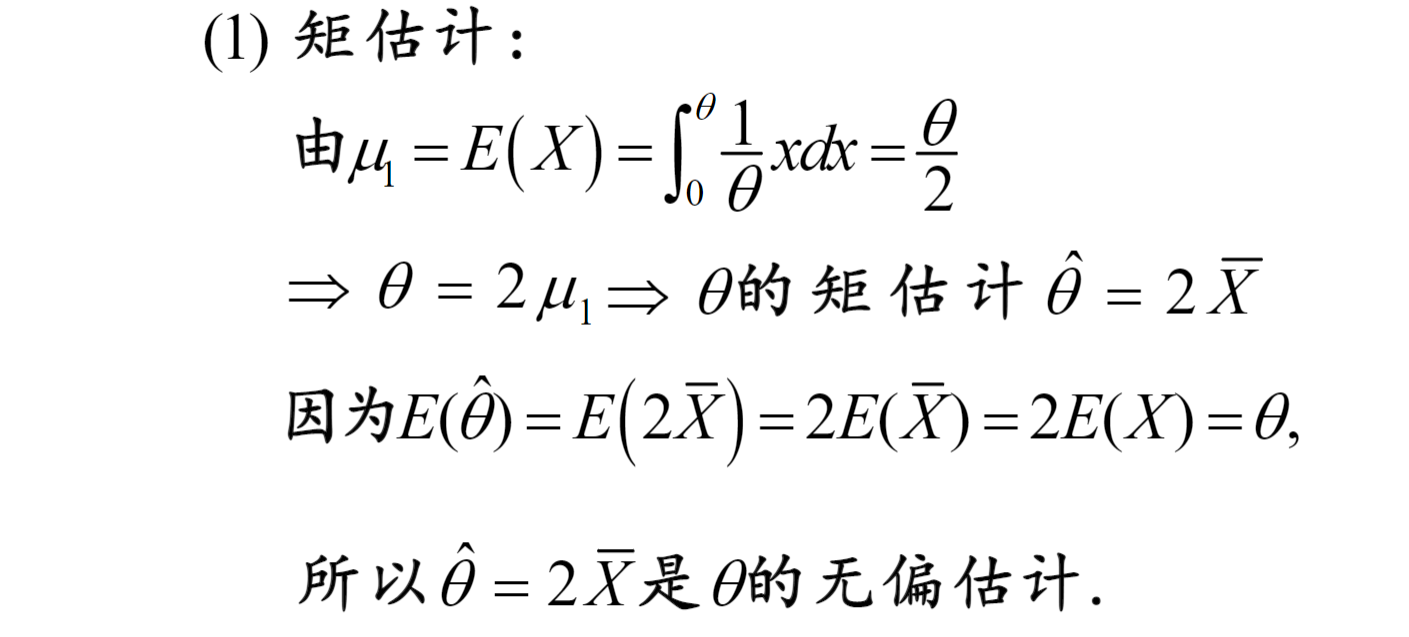 (1) 矩估计：
由μ₁ = E(X) = ∫₀^θ (1/θ) xdx = θ/2
⇒ θ = 2μ₁ ⇒ θ的矩估计 θ̂ = 2X̄
因为E(θ̂) = E(2X̄) = 2E(X̄) = 2E(X) = θ,
所以θ̂ = 2X̄是θ的无偏估计.